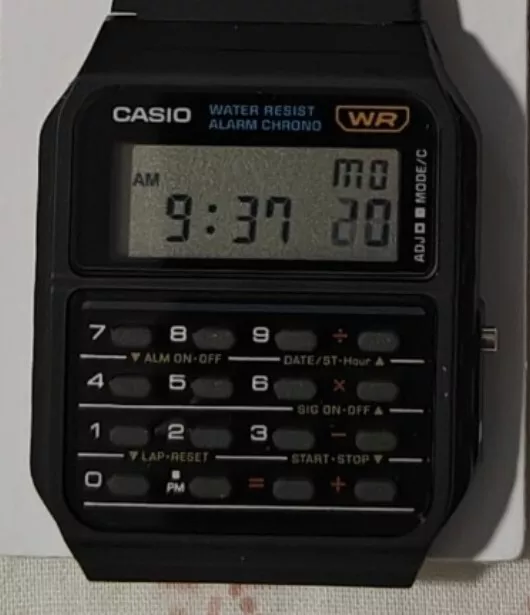 CASIO WATER RESIST WR
ALARM CHRONO
AM MO
9:37 20
ADJ MODE/C
7 8 9 ÷
▼ ALM ON-OFF DATE/ST-Hour ▲
4 5 6 ×
SIG ON-OFF ▲
1 2 3 −
▼ LAP-RESET START-STOP ▼
0 PM = +